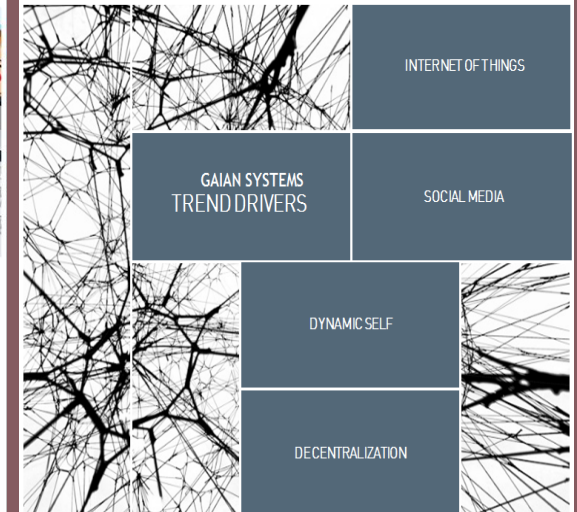 INTERNET OF THINGS
GAIAN SYSTEMS
TREND DRIVERS
SOCIAL MEDIA
DYNAMIC SELF
DECENTRALIZATION